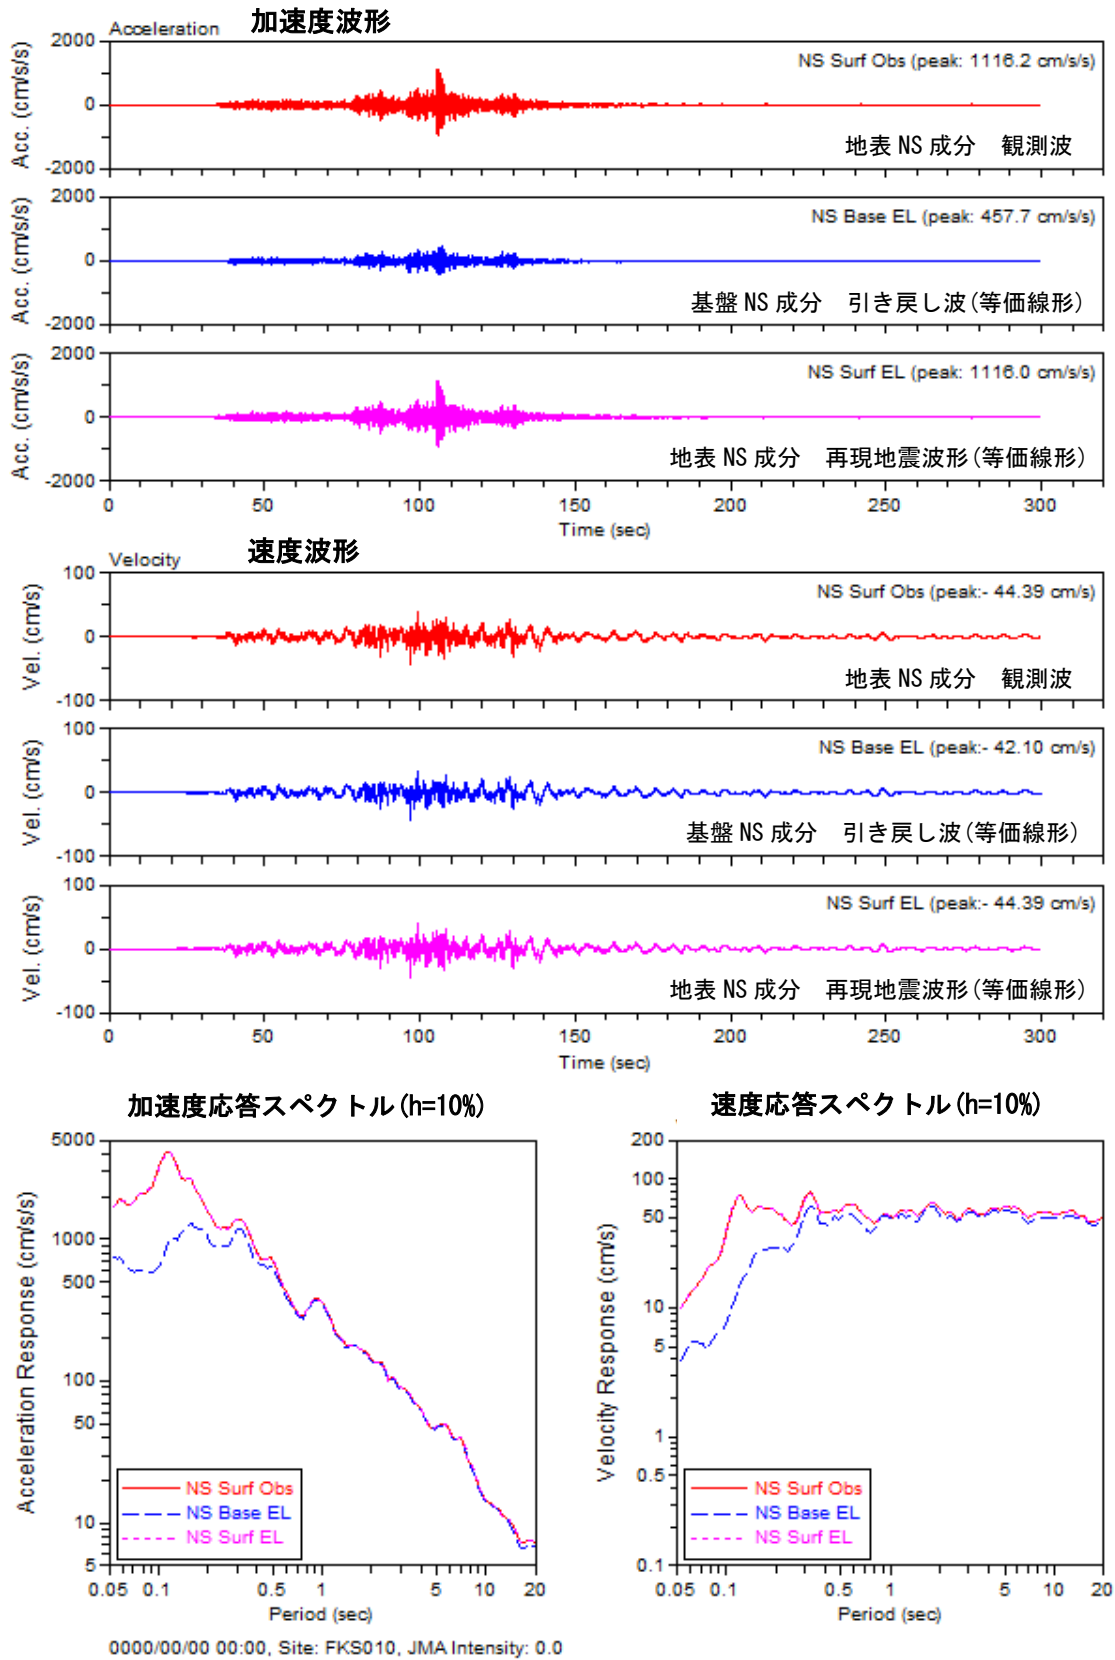 Acceleration 加速度波形
2000
0
-2000
Acc. (cm/s/s)
NS Surf Obs (peak: 1116.2 cm/s/s)
地表 NS 成分 観測波
2000
0
-2000
Acc. (cm/s/s)
NS Base EL (peak: 457.7 cm/s/s)
基盤 NS 成分 引き戻し波(等価線形)
2000
0
-2000
Acc. (cm/s/s)
NS Surf EL (peak: 1116.0 cm/s/s)
地表 NS 成分 再現地震波形(等価線形)
0 50 100 150 200 250 300
Time (sec)
Velocity 速度波形
100
0
-100
Vel. (cm/s)
NS Surf Obs (peak:- 44.39 cm/s)
地表 NS 成分 観測波
100
0
-100
Vel. (cm/s)
NS Base EL (peak:- 42.10 cm/s)
基盤 NS 成分 引き戻し波(等価線形)
100
0
-100
Vel. (cm/s)
NS Surf EL (peak:- 44.39 cm/s)
地表 NS 成分 再現地震波形(等価線形)
0 50 100 150 200 250 300
Time (sec)
加速度応答スペクトル(h=10%)
5000
1000
500
100
50
10
5
Acceleration Response (cm/s/s)
NS Surf Obs
NS Base EL
NS Surf EL
0.05 0.1 0.5 1 5 10 20
Period (sec)
速度応答スペクトル(h=10%)
200
100
50
10
5
1
0.5
0.1
Velocity Response (cm/s)
NS Surf Obs
NS Base EL
NS Surf EL
0.05 0.1 0.5 1 5 10 20
Period (sec)
0000/00/00 00:00, Site: FKS010, JMA Intensity: 0.0